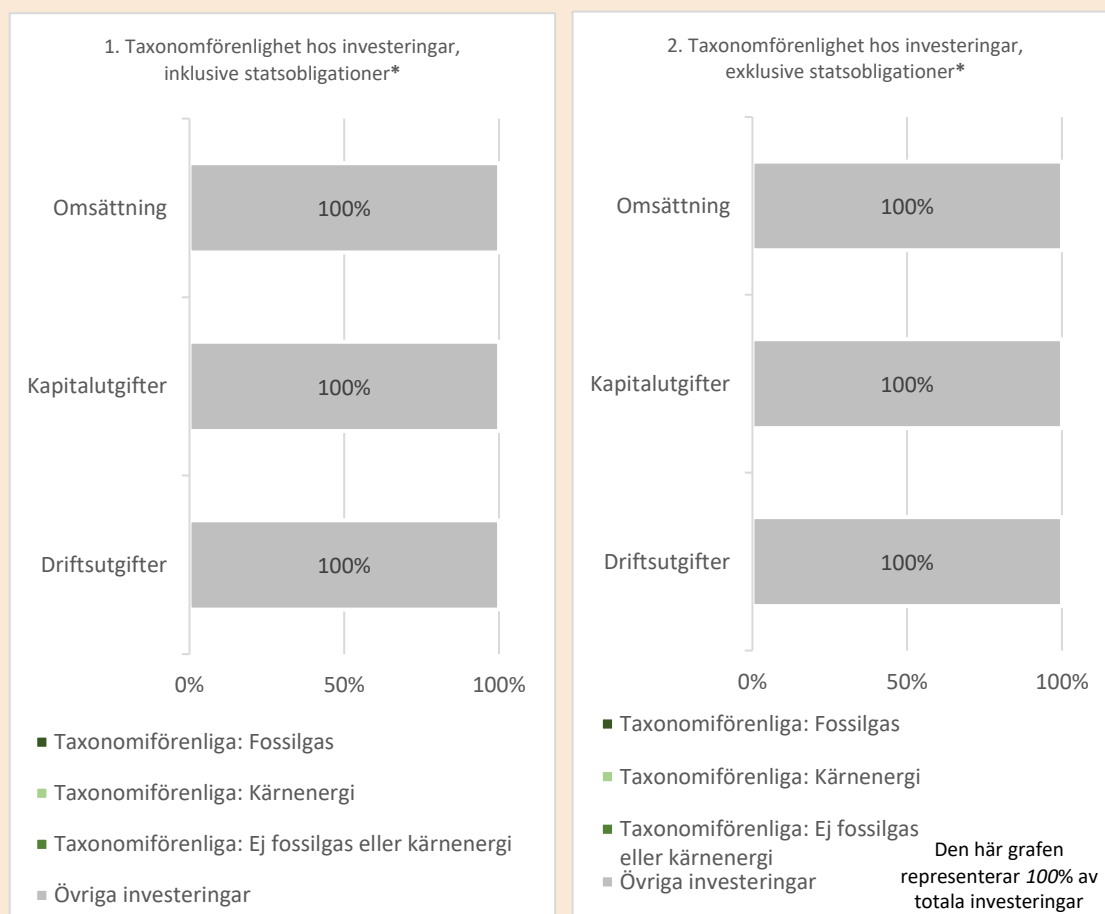 1. Taxonomförenlighet hos investeringar,
inklusive statsobligationer*
Omsättning
100%
Kapitalutgifter
100%
Driftsutgifter
100%
0%
50%
100%
Taxonomiförenliga: Fossilgas
Taxonomiförenliga: Kärnenergi
Taxonomiförenliga: Ej fossilgas eller kärnenergi
Övriga investeringar
2. Taxonomförenlighet hos investeringar,
exklusive statsobligationer*
Omsättning
100%
Kapitalutgifter
100%
Driftsutgifter
100%
0%
50%
100%
Taxonomiförenliga: Fossilgas
Taxonomiförenliga: Kärnenergi
Taxonomiförenliga: Ej fossilgas
eller kärnenergi
Övriga investeringar
Den här grafen
representerar 100% av
totala investeringar